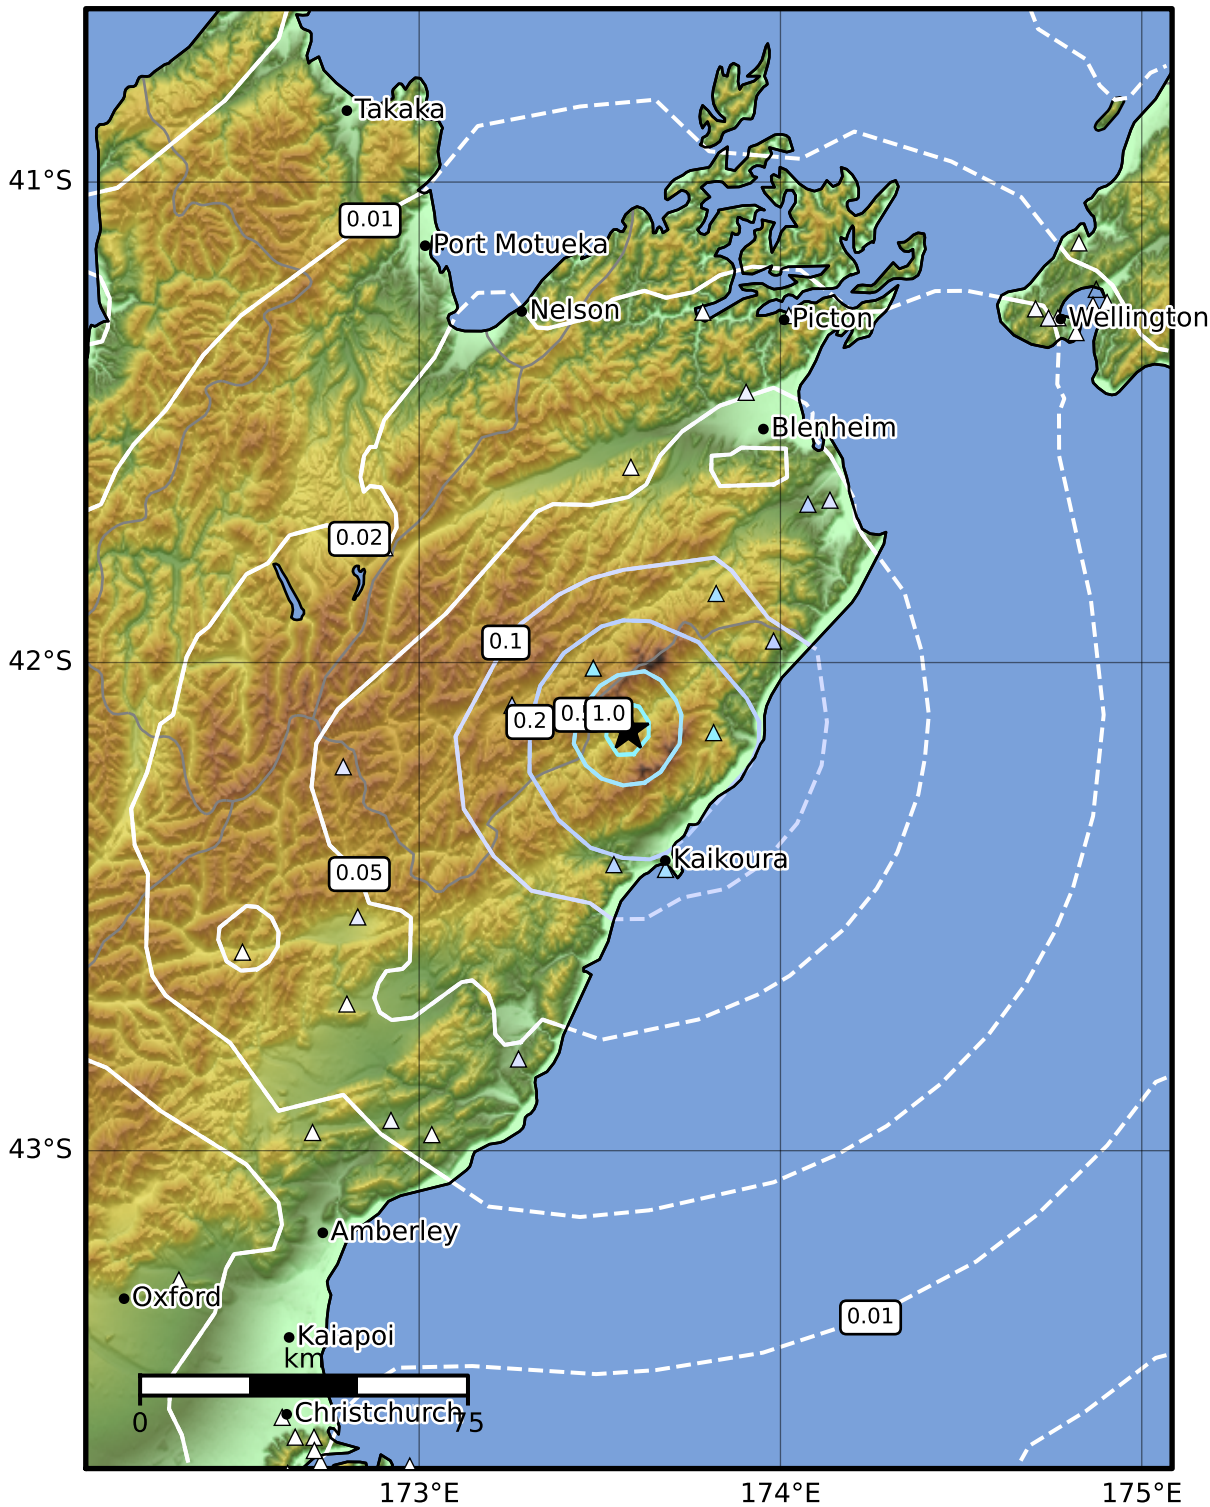 Takaka
41°S
0.01
Port Motueka
Nelson
Picton
Wellington
Blenheim
0.02
0.1
42°S
0.2
1.0
Kaikoura
0.05
43°S
Amberley
Oxford
0.01
Kaiapoi
km
0
75
Christchurch
173°E
174°E
175°E